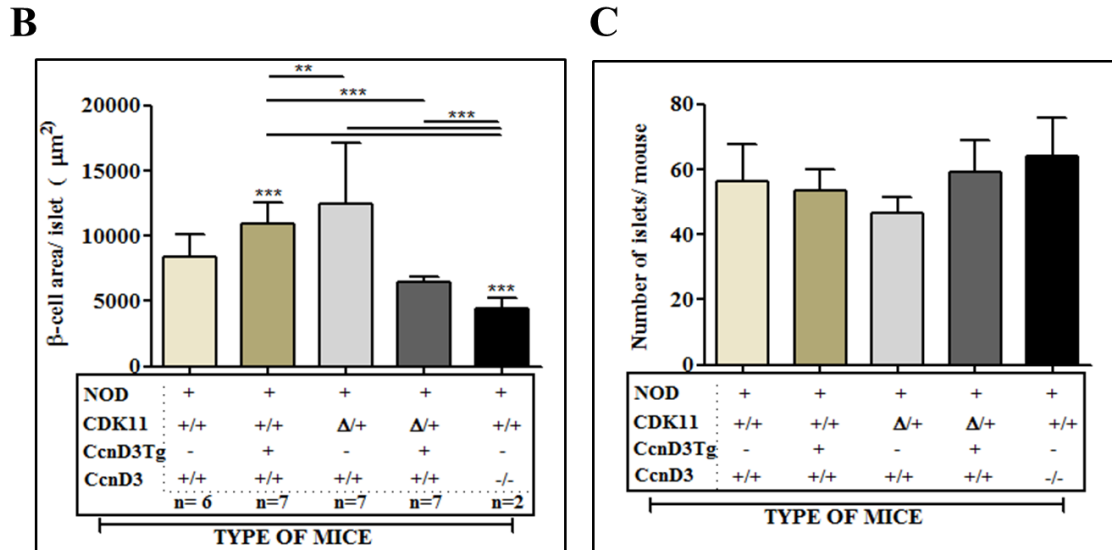 B
**
***
***
20000
15000
10000
5000
0
β-cell area/ islet ( μm²)
***
***
NOD + + + + +
CDK11 +/+ +/+ Δ/+ Δ/+ +/+
CcnD3Tg - + - + -
CcnD3 +/+ +/+ +/+ +/+ -/-
n= 6 n=7 n=7 n=7 n=2
TYPE OF MICE
C
80
60
40
20
0
Number of islets/ mouse
NOD + + + + +
CDK11 +/+ +/+ Δ/+ Δ/+ +/+
CcnD3Tg - + - + -
CcnD3 +/+ +/+ +/+ +/+ -/-
TYPE OF MICE